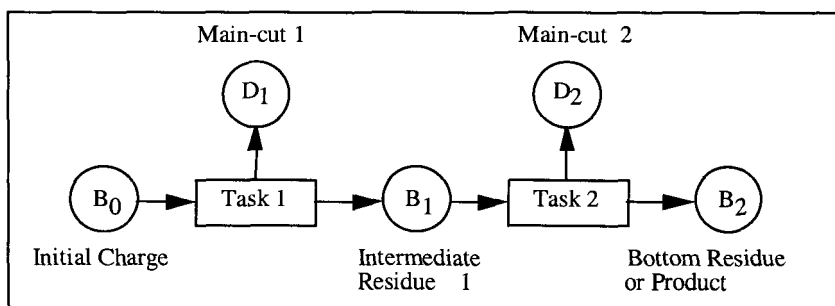 Main-cut 1
Main-cut 2
D1
D2
B0
Task 1
B1
Task 2
B2
Initial Charge
Intermediate
Residue 1
Bottom Residue
or Product